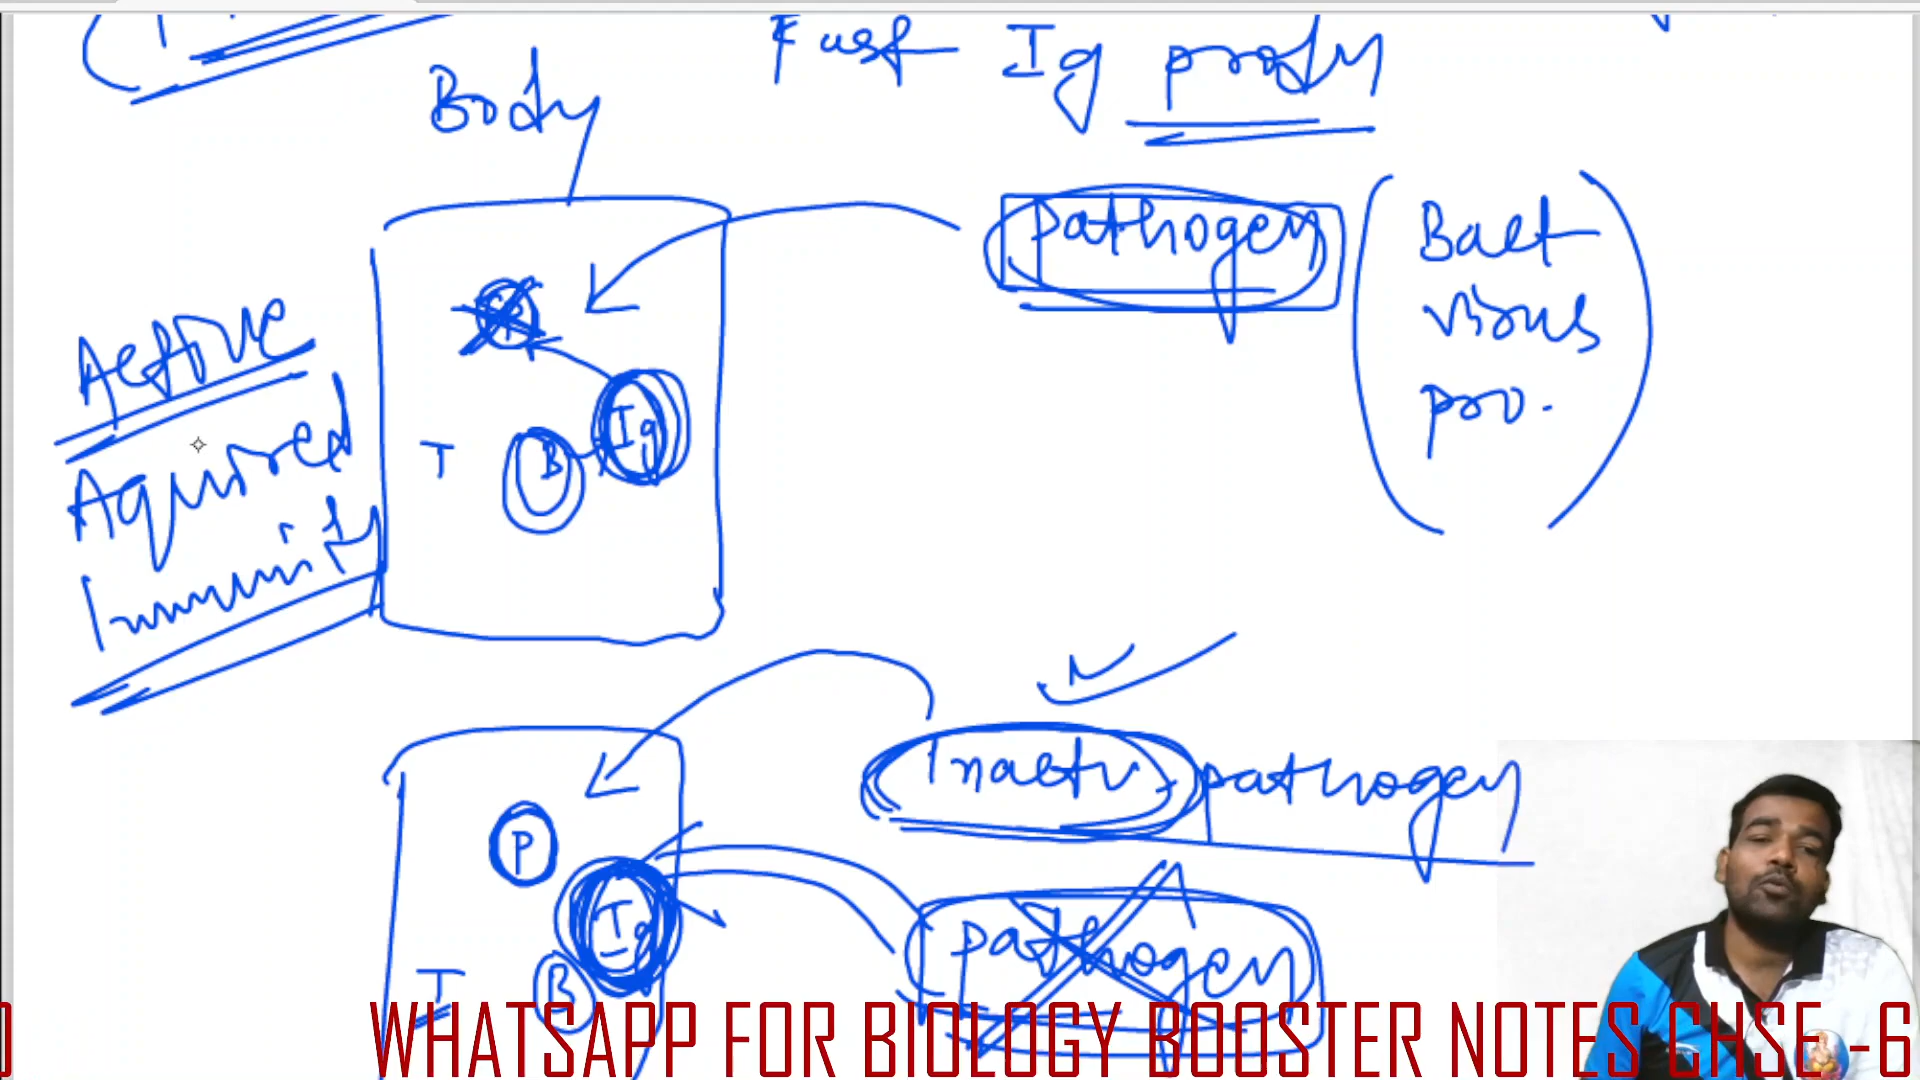 Fast Ig prodn
Body
pathogen
Bact
virus
pro.
P
Active
Aquired
Immunity
T B Ig
Inactv pathogen
P
Ig
pathogen
T B
WHATSAPP FOR BIOLOGY BOOSTER NOTES CHSE -6